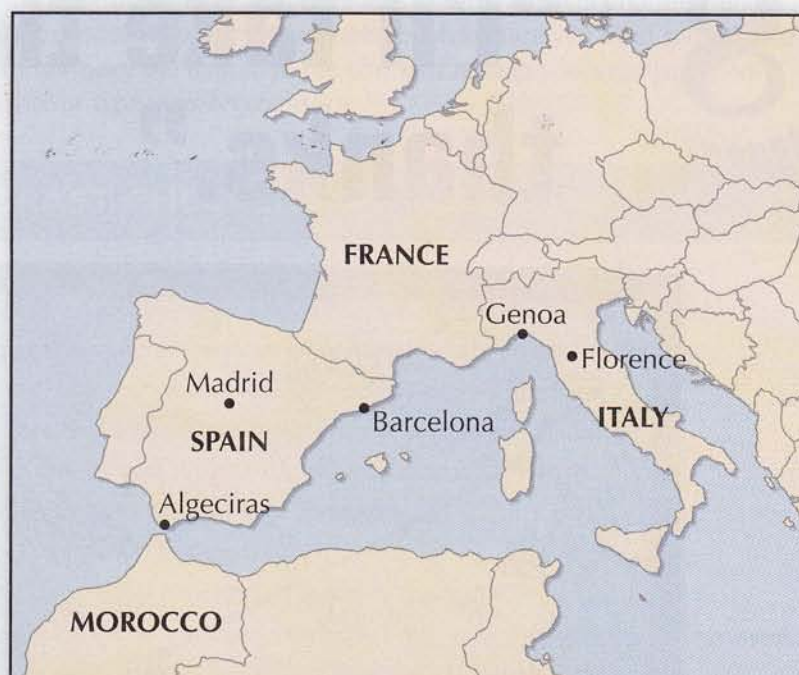 FRANCE
Genoa
Florence
Madrid
Barcelona
ITALY
SPAIN
Algeciras
MOROCCO